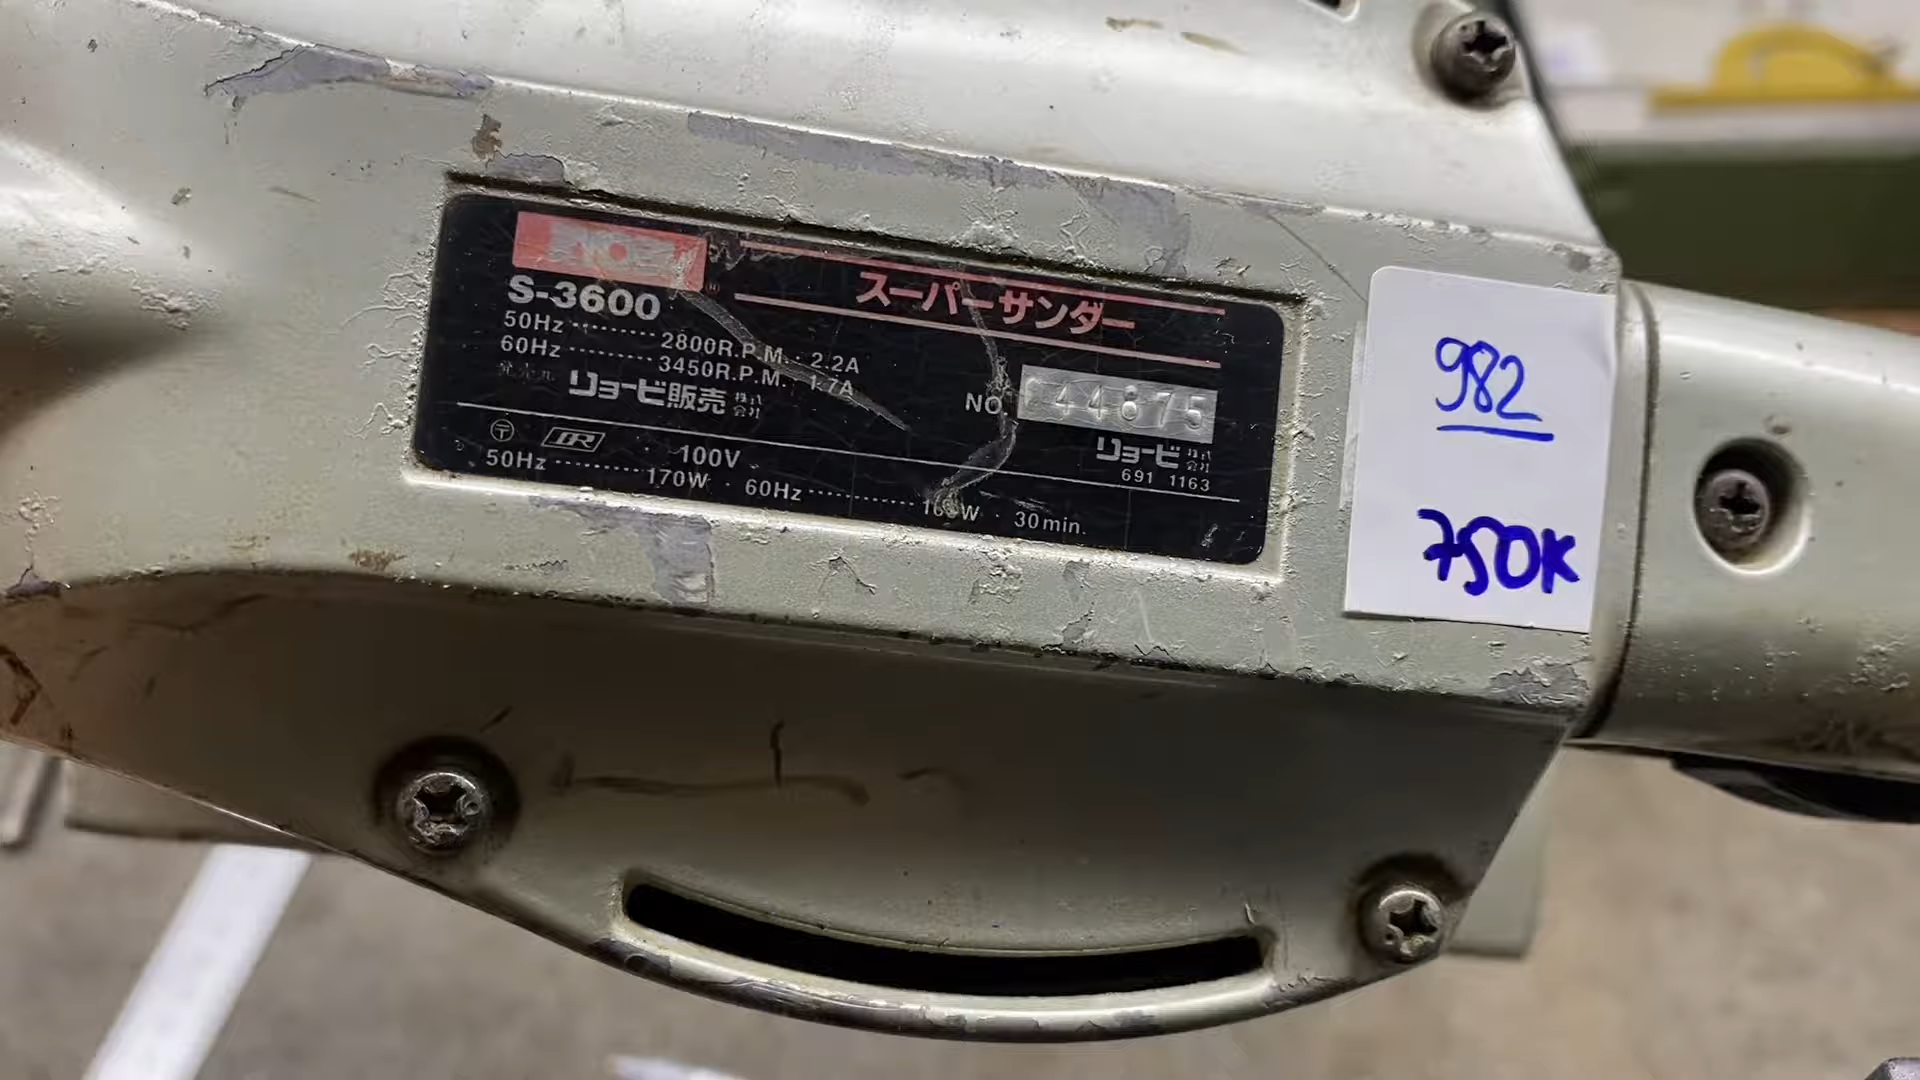 RYOBI
スーパーサンダー
S-3600
50Hz ········ 2800R.P.M. · 2.2A
60Hz ········ 3450R.P.M. · 1.7A
発売元 リョービ販売 株式会社
NO. 44875
リョービ 株式会社
691 1163
〒 100V
50Hz ········ 170W · 60Hz ········ W · 30min.
982
750K